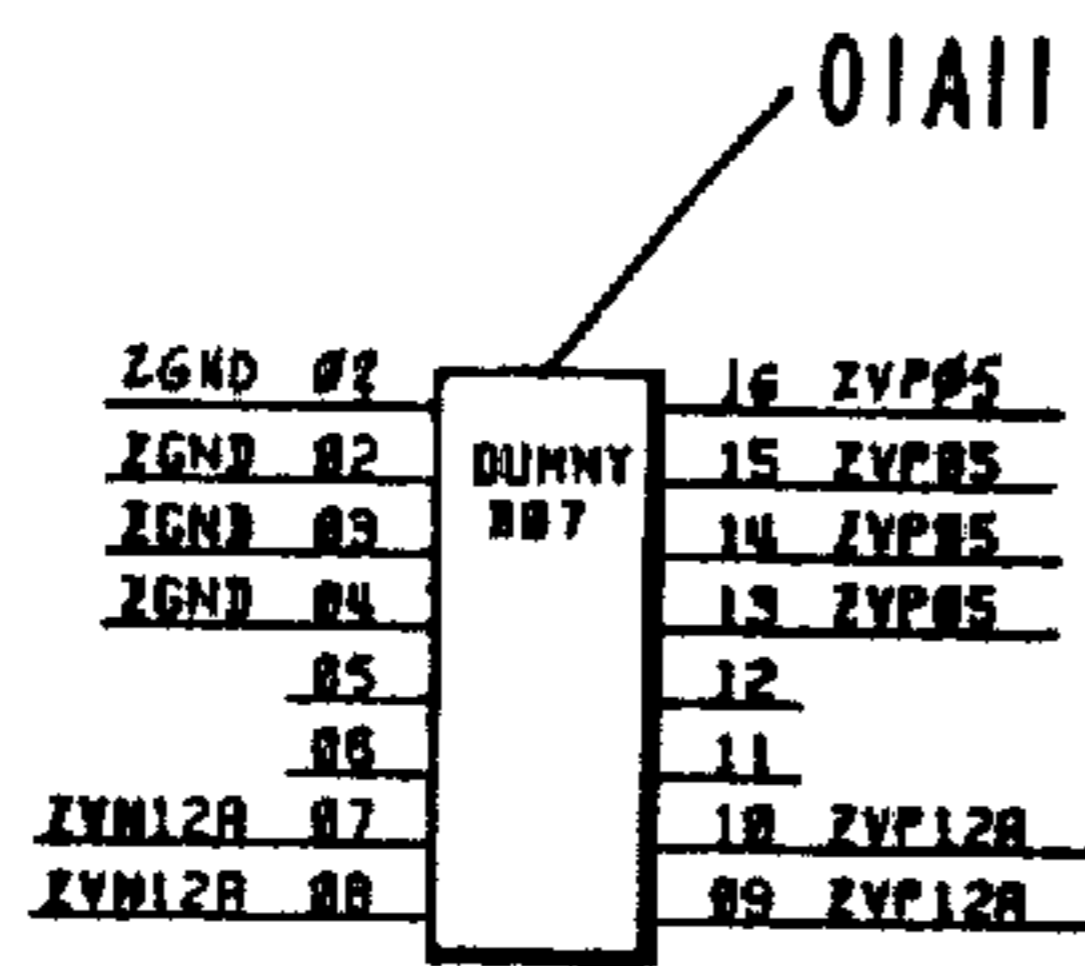 01A11
ZGND 02 16 ZVP05
ZGND 02 15 ZVP05
DUMMY
007
ZGND 03 14 ZVP05
ZGND 04 13 ZVP05
05 12
06 11
ZVM12A 07 10 ZVP12A
ZVM12A 08 09 ZVP12A